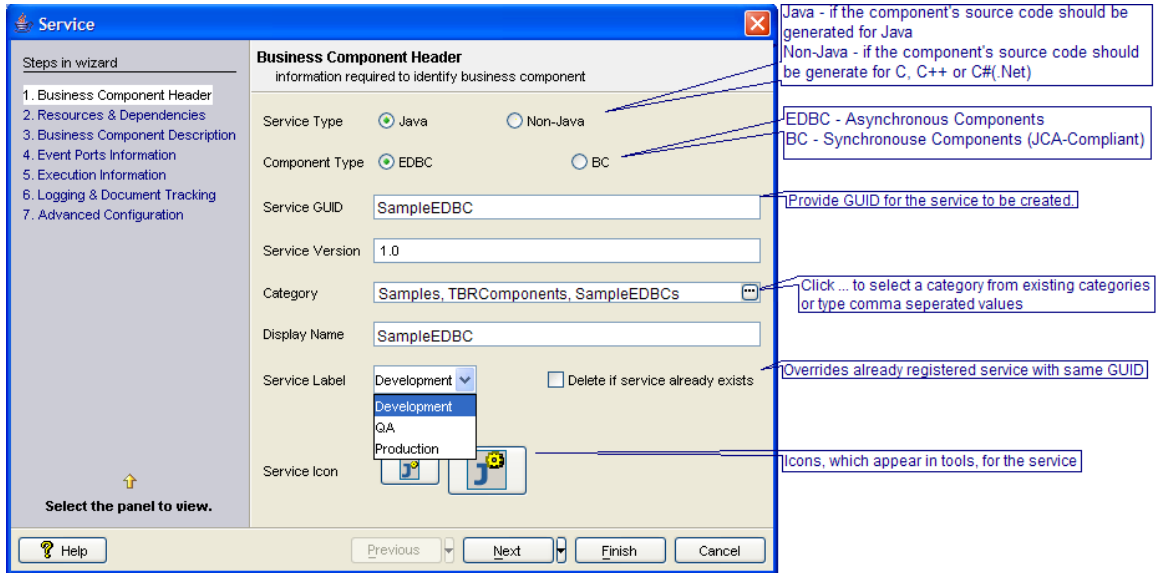 Service
Steps in wizard
1. Business Component Header
2. Resources & Dependencies
3. Business Component Description
4. Event Ports Information
5. Execution Information
6. Logging & Document Tracking
7. Advanced Configuration
Select the panel to view.
Business Component Header
information required to identify business component
Service Type Java Non-Java
Component Type EDBC BC
Service GUID SampleEDBC
Service Version 1.0
Category Samples, TBRComponents, SampleEDBCs ...
Display Name SampleEDBC
Service Label Development Delete if service already exists
Development
QA
Production
Service Icon J J
? Help Previous Next Finish Cancel
Java - if the component's source code should be
generated for Java
Non-Java - if the component's source code should
be generate for C, C++ or C#(.Net)
EDBC - Asynchronous Components
BC - Synchronouse Components (JCA-Compliant)
Provide GUID for the service to be created.
Click ... to select a category from existing categories
or type comma seperated values
Overrides already registered service with same GUID
Icons, which appear in tools, for the service